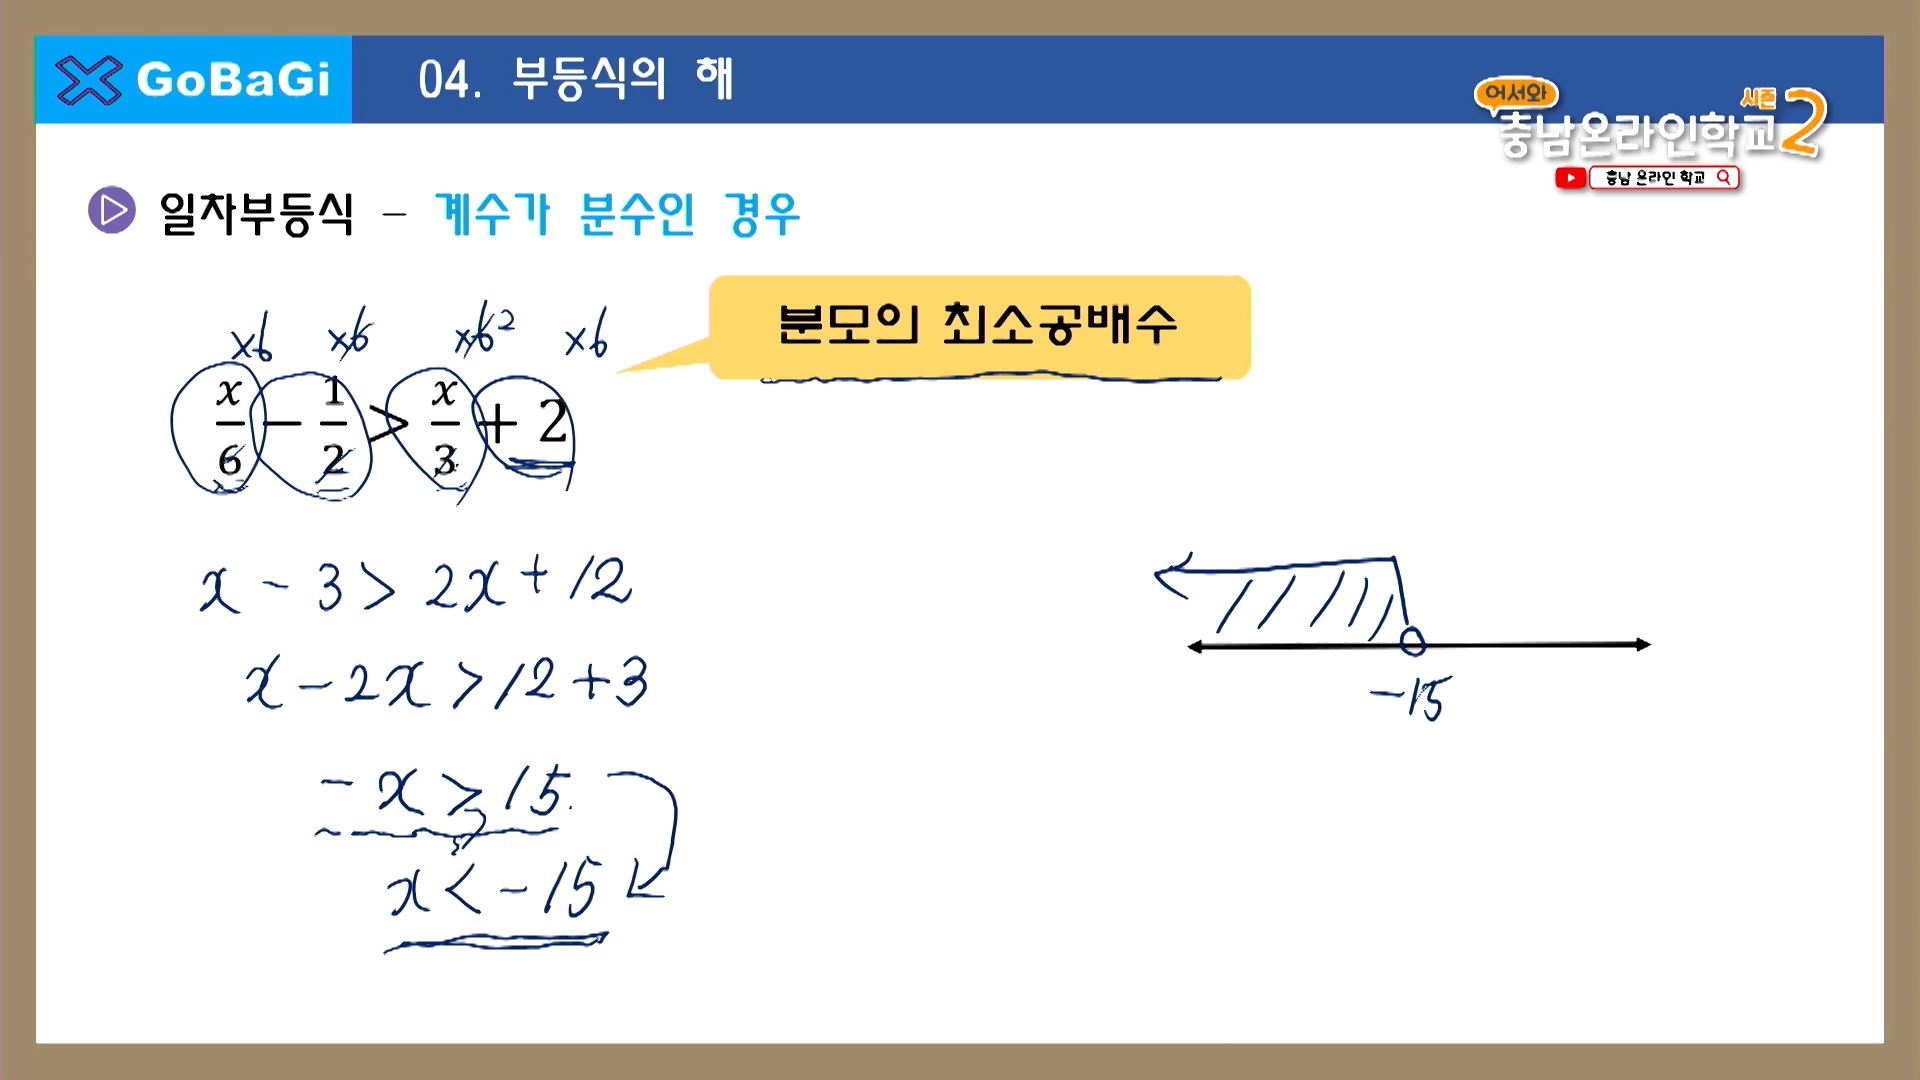 GoBaGi
04. 부등식의 해
어서와
시즌2
충남온라인학교
충남 온라인 학교
일차부등식 – 계수가 분수인 경우
분모의 최소공배수
×6 ×6 ×6 2 ×6
x/6 − 1/2 > x/3 + 2
x − 3 > 2x + 12
x − 2x > 12 + 3
− x > 15
x < − 15
−15